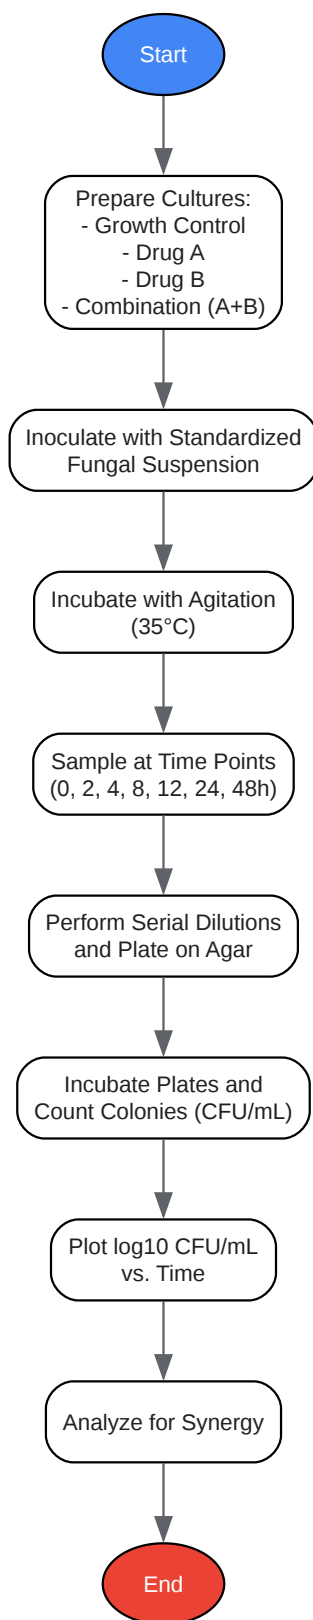 Start
Prepare Cultures:
- Growth Control
- Drug A
- Drug B
- Combination (A+B)
Inoculate with Standardized
Fungal Suspension
Incubate with Agitation
(35°C)
Sample at Time Points
(0, 2, 4, 8, 12, 24, 48h)
Perform Serial Dilutions
and Plate on Agar
Incubate Plates and
Count Colonies (CFU/mL)
Plot log10 CFU/mL
vs. Time
Analyze for Synergy
End